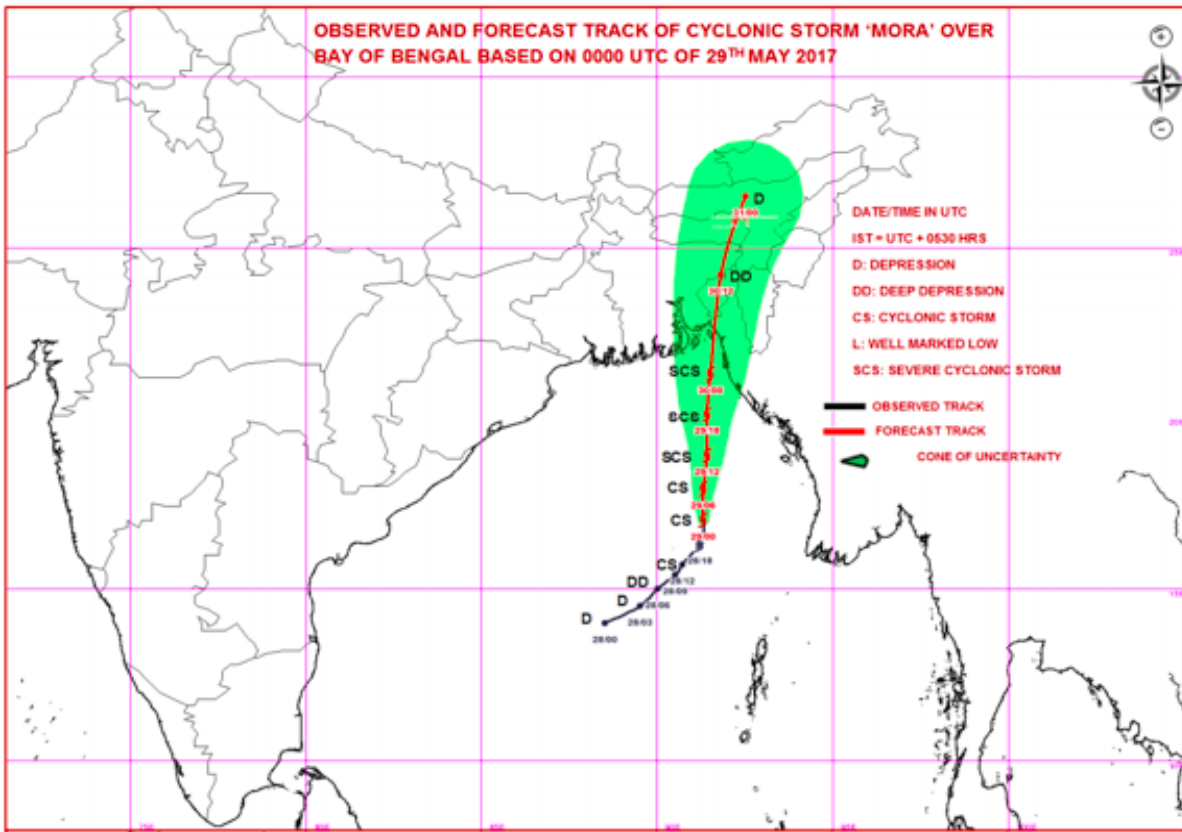 OBSERVED AND FORECAST TRACK OF CYCLONIC STORM 'MORA' OVER
BAY OF BENGAL BASED ON 0000 UTC OF 29TH MAY 2017
D
31/00
DATE/TIME IN UTC
IST = UTC + 0530 HRS
D: DEPRESSION
DD: DEEP DEPRESSION
CS: CYCLONIC STORM
L: WELL MARKED LOW
SCS: SEVERE CYCLONIC STORM
OBSERVED TRACK
FORECAST TRACK
CONE OF UNCERTAINTY
DD
30/12
SCS
30/00
SCS
29/18
SCS
29/12
CS
29/06
CS
29/00
28/18
CS
28/12
DD
28/09
D
28/06
28/03
D
28/00